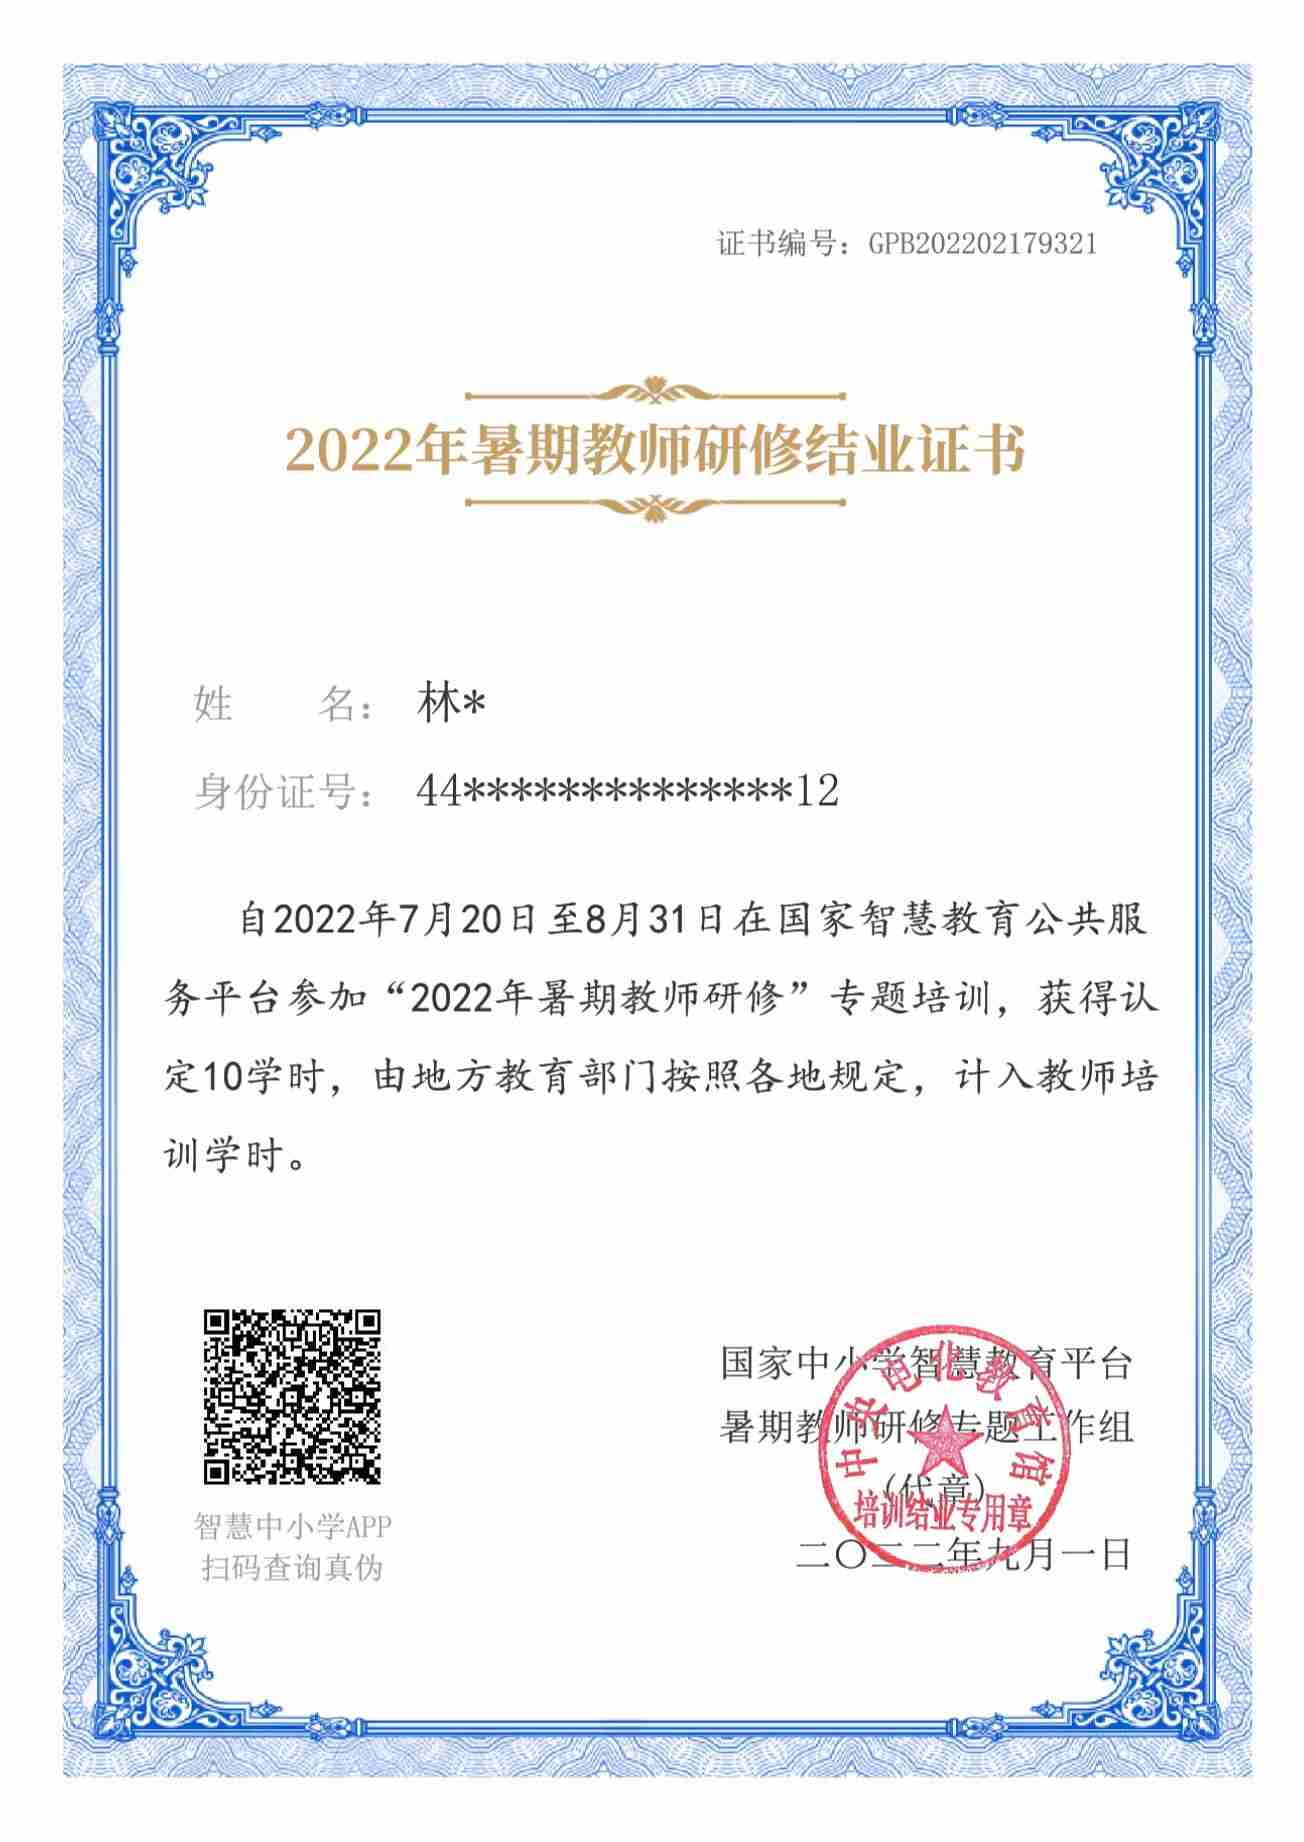 证书编号：GPB202202179321
2022年暑期教师研修结业证书
姓　　名：林*
身份证号：44**************12
自2022年7月20日至8月31日在国家智慧教育公共服
务平台参加“2022年暑期教师研修”专题培训，获得认
定10学时，由地方教育部门按照各地规定，计入教师培
训学时。
国家中小学智慧教育平台
暑期教师研修专题工作组
(代章)
二〇二二年九月一日
中央电化教育馆
培训结业专用章
智慧中小学APP
扫码查询真伪